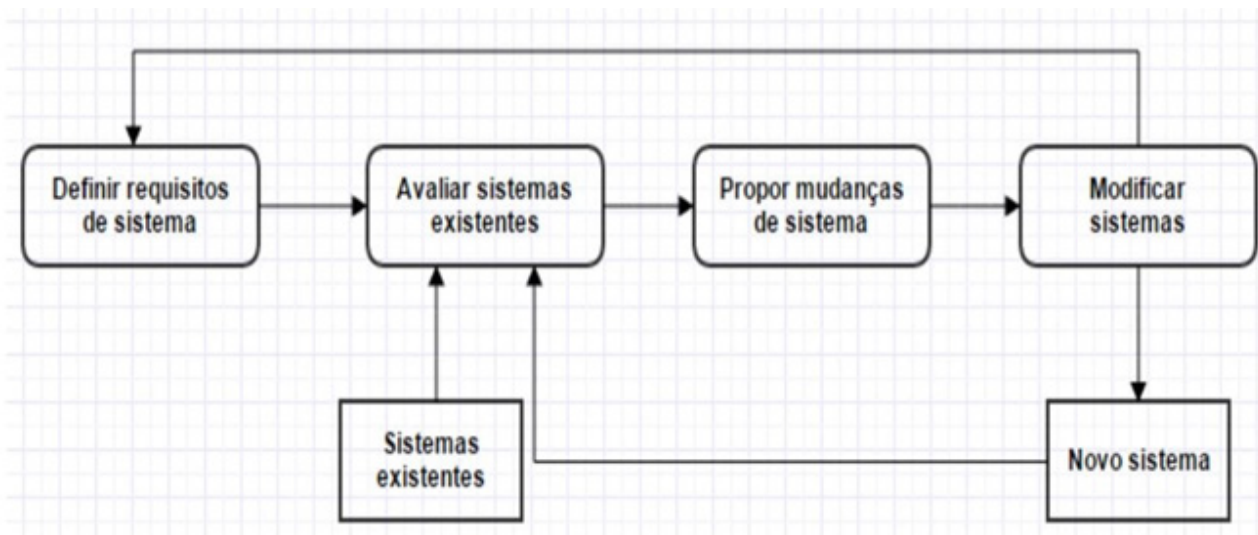 Definir requisitos
de sistema
Avaliar sistemas
existentes
Propor mudanças
de sistema
Modificar
sistemas
Sistemas
existentes
Novo sistema